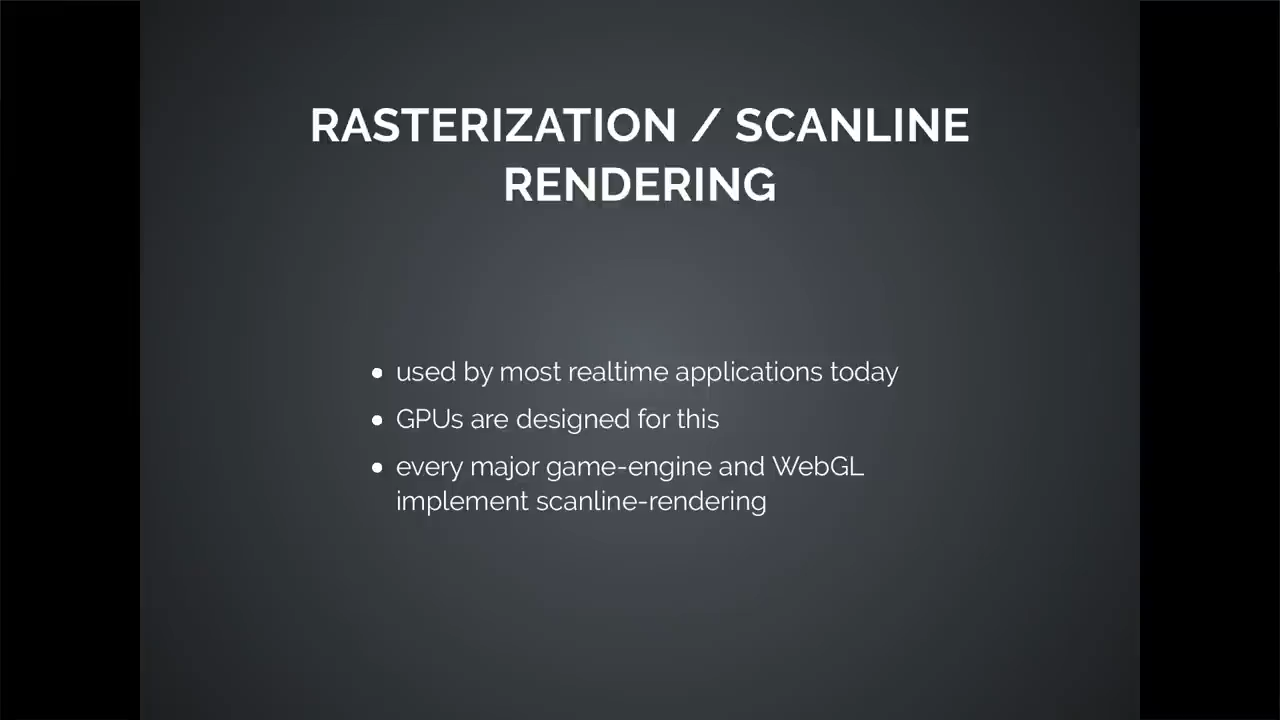 RASTERIZATION / SCANLINE
RENDERING
• used by most realtime applications today
• GPUs are designed for this
• every major game-engine and WebGL
implement scanline-rendering